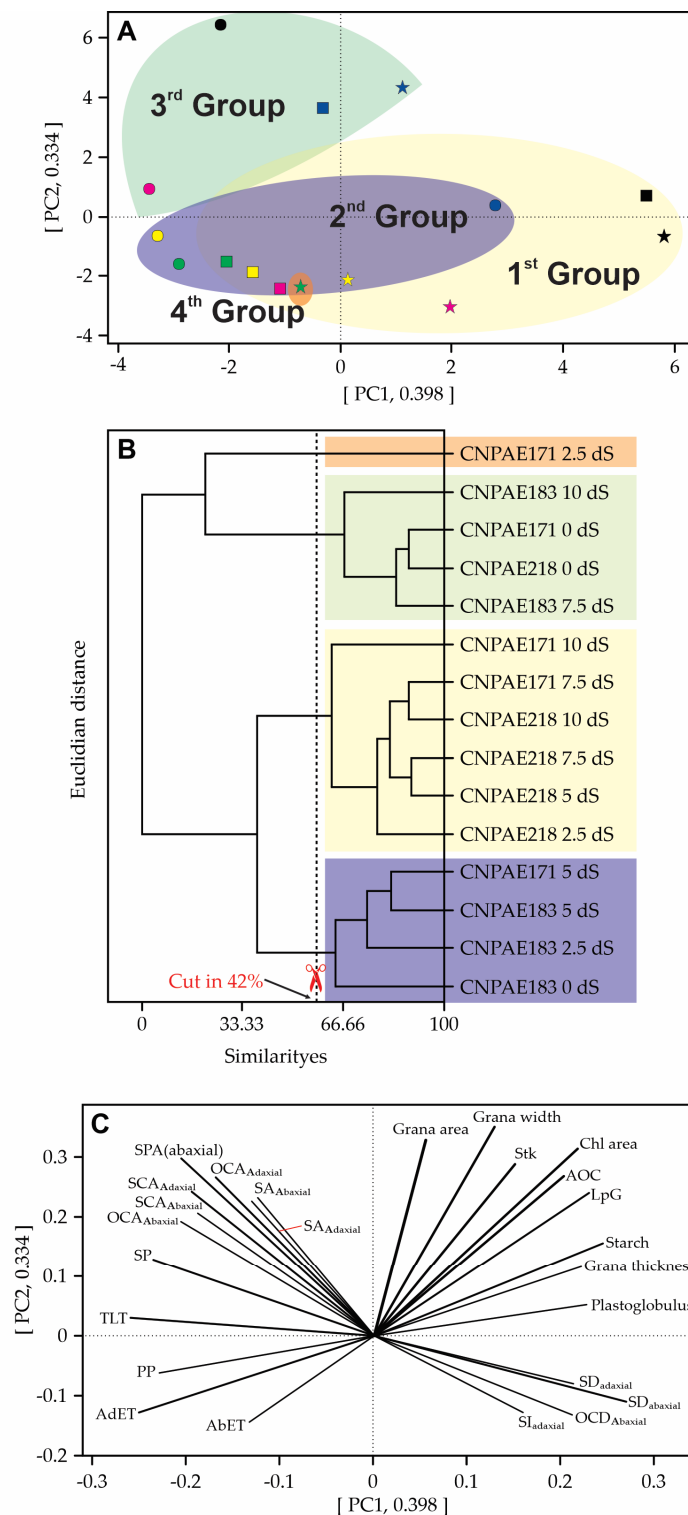 A
3rd Group
2nd Group
1st Group
4th Group
6
4
2
0
-2
-4
[ PC2, 0.334 ]
-4 -2 0 2 4 6
[ PC1, 0.398 ]
B
CNPAE171 2.5 dS
CNPAE183 10 dS
CNPAE171 0 dS
CNPAE218 0 dS
CNPAE183 7.5 dS
CNPAE171 10 dS
CNPAE171 7.5 dS
CNPAE218 10 dS
CNPAE218 7.5 dS
CNPAE218 5 dS
CNPAE218 2.5 dS
CNPAE171 5 dS
CNPAE183 5 dS
CNPAE183 2.5 dS
CNPAE183 0 dS
Euclidian distance
Cut in 42%
0 33.33 66.66 100
Similarityes
C
Grana width
Grana area
SPA(abaxial)
OCAAdaxial
Stk
Chl area
SCAAdaxial
SAAbaxial
AOC
SCAAbaxial
LpG
OCAAbaxial
SAAdaxial
SP
Starch
Grana thicknes
TLT
Plastoglobulus
PP
SDadaxial
AdET
SDabaxial
AbET
SIadaxial
OCDAbaxial
0.3
0.2
0.1
0
-0.1
-0.2
[ PC2, 0.334 ]
-0.3 -0.2 -0.1 0 0.1 0.2 0.3
[ PC1, 0.398 ]